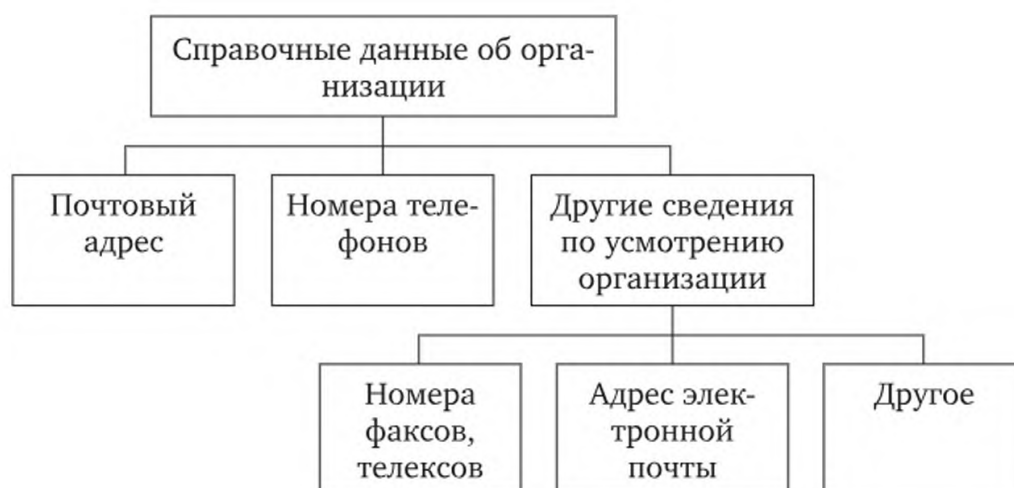 Справочные данные об орга-
низации
Почтовый
адрес
Номера теле-
фонов
Другие сведения
по усмотрению
организации
Номера
факсов,
телексов
Адрес элек-
тронной
почты
Другое